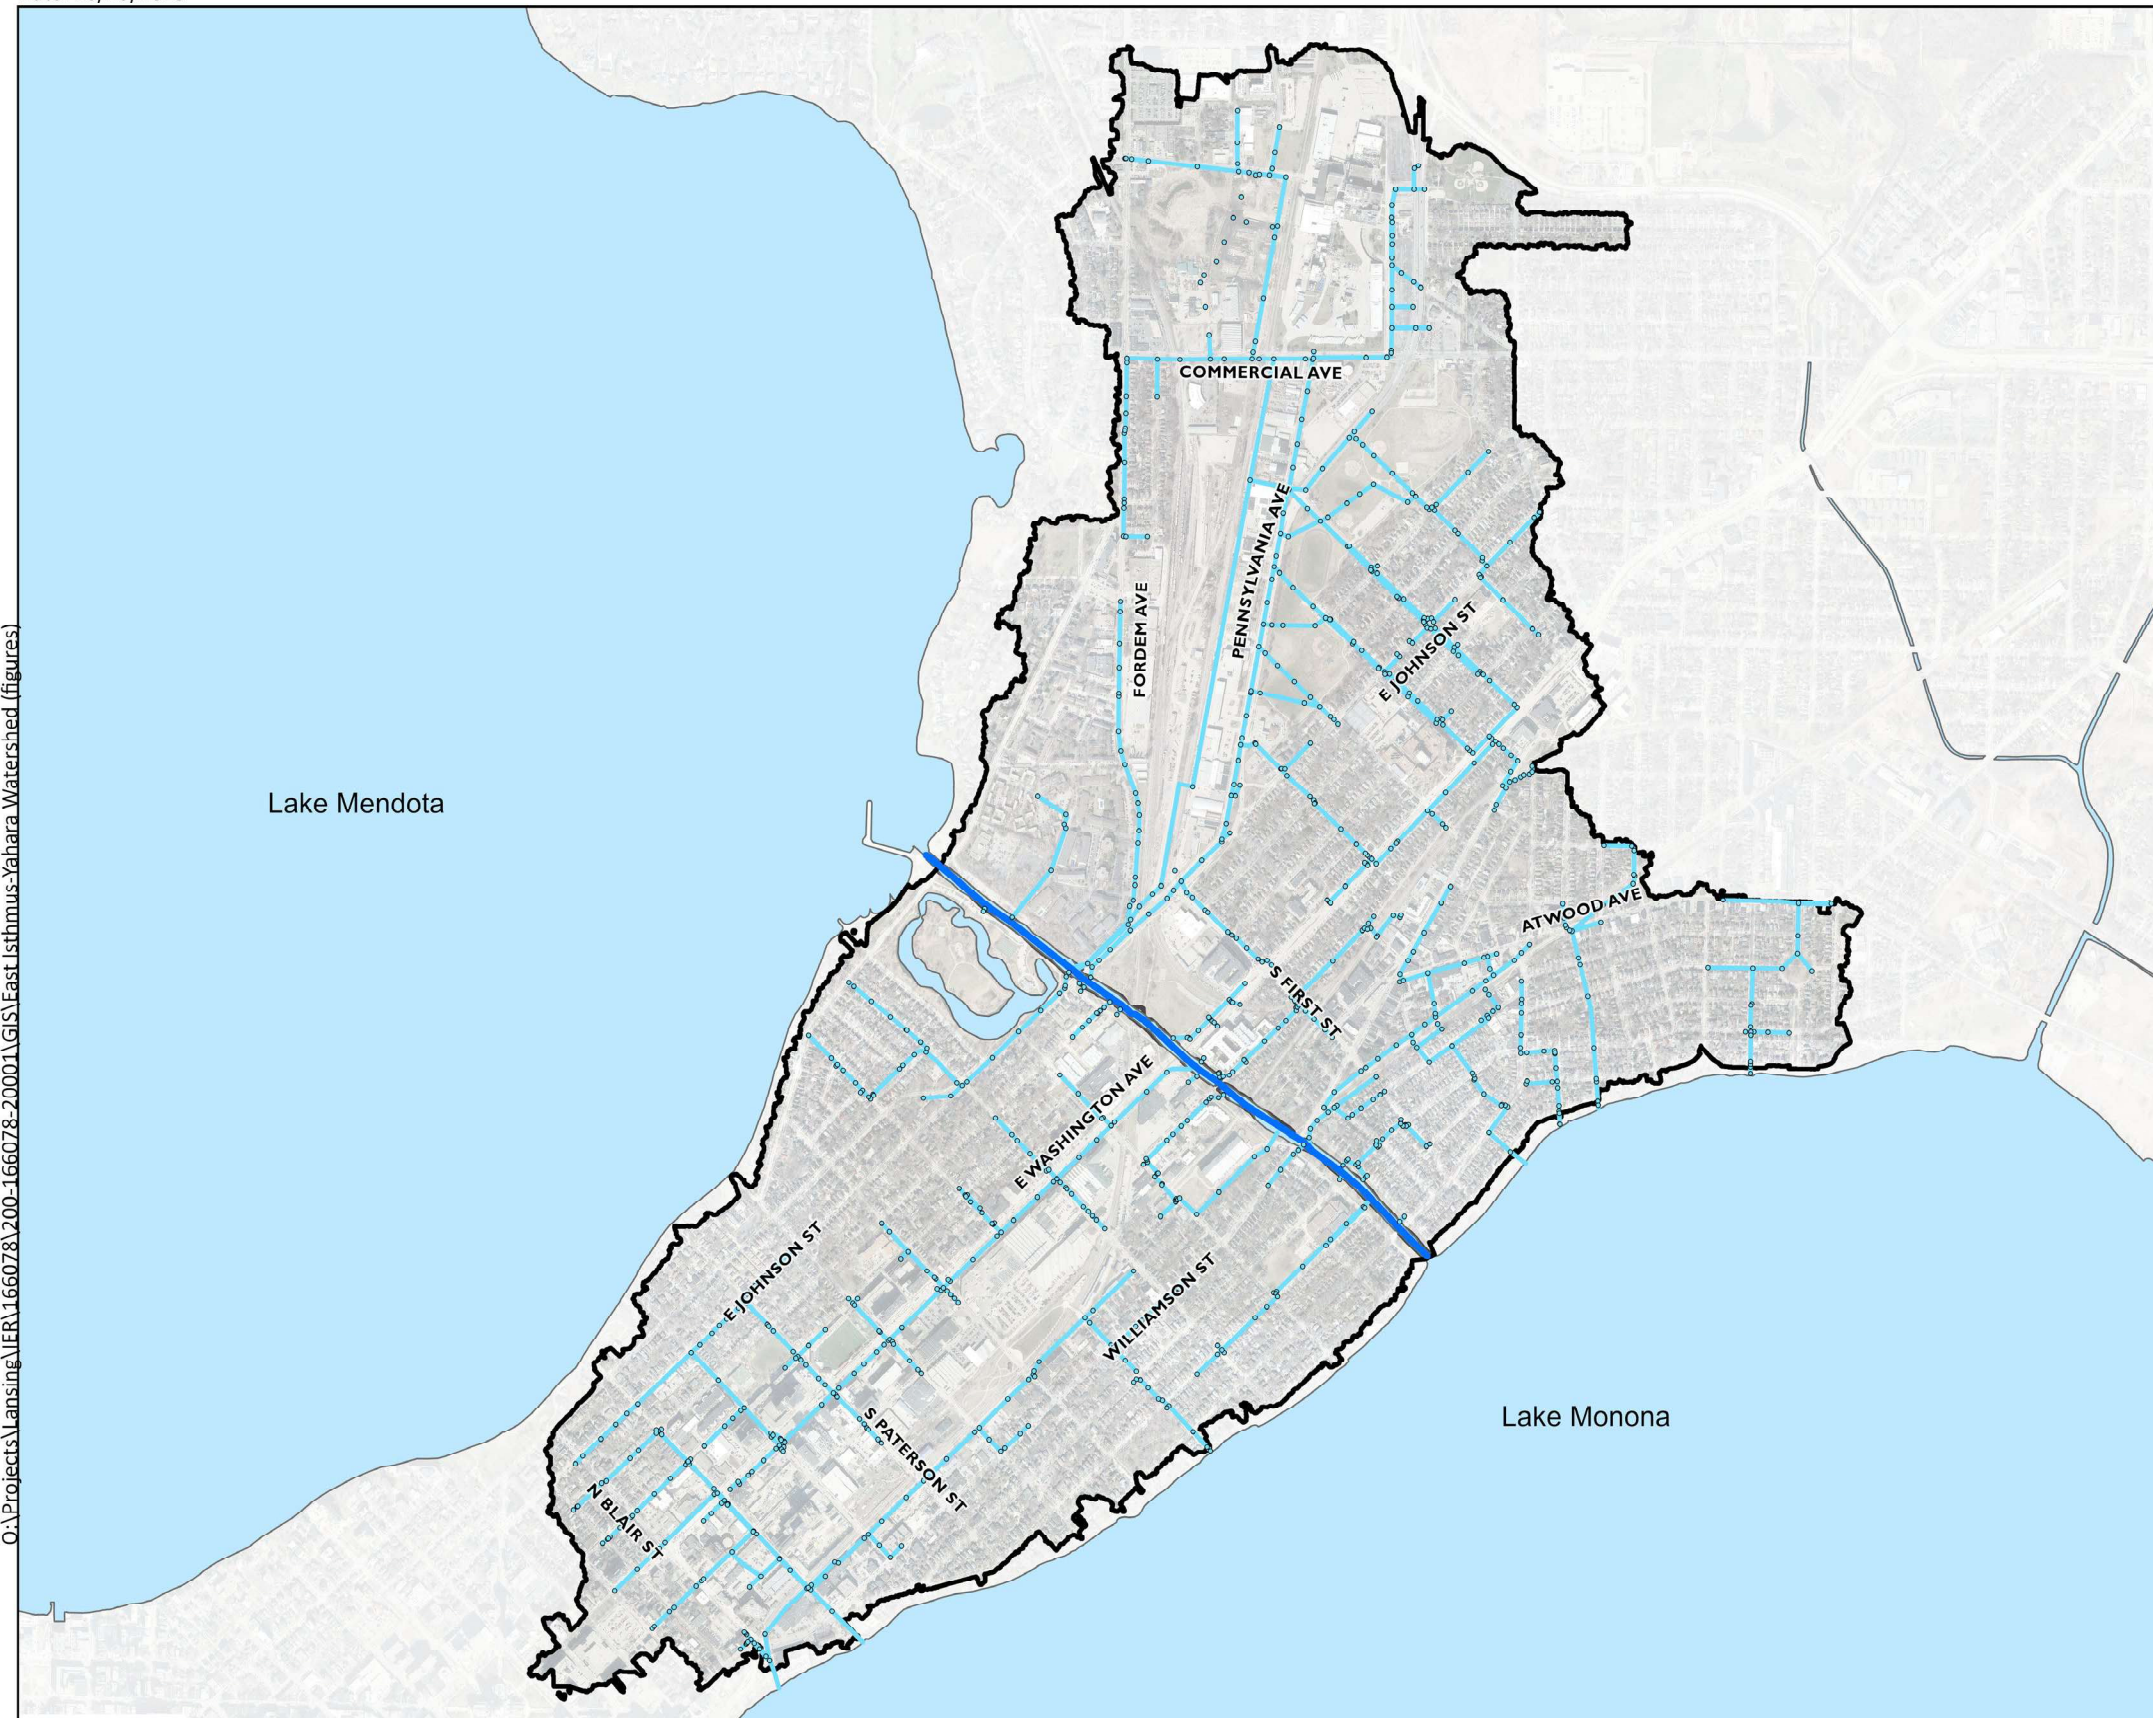 COMMERCIAL AVE
PENNSYLVANIA AVE
FORDEM AVE
E JOHNSON ST
Lake Mendota
ATWOOD AVE
S FIRST ST
E WASHINGTON AVE
E JOHNSON ST
WILLIAMSON ST
S PATERSON ST
Lake Monona
N BLAIR ST
O:\Projects\Lansing\IER\166078\200-166078-20001\GIS\East Isthmus-Yahara Watershed (figures)